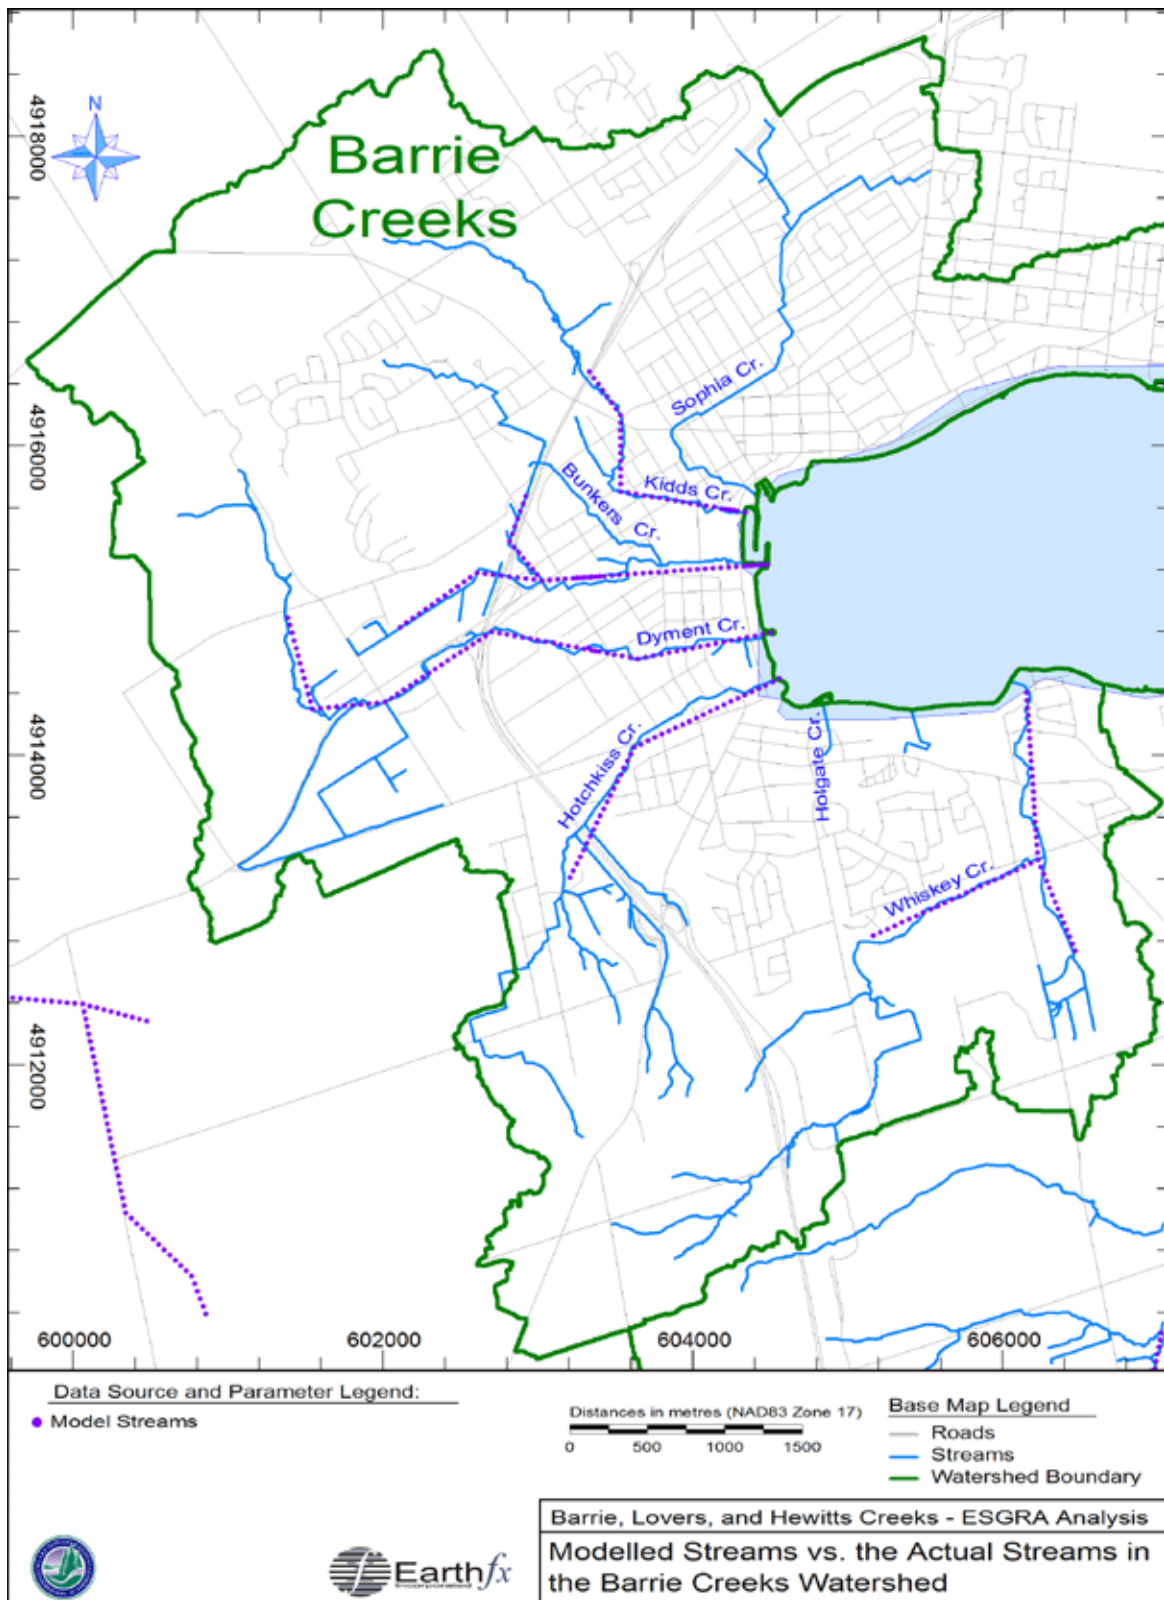 N
Barrie
Creeks
4918000
4916000
4914000
4912000
Sophia Cr.
Kidds Cr.
Bunkers Cr.
Dyment Cr.
Hotchkiss Cr.
Holgate Cr.
Whiskey Cr.
600000 602000 604000 606000
Data Source and Parameter Legend:
Model Streams
Distances in metres (NAD83 Zone 17)
0 500 1000 1500
Base Map Legend
Roads
Streams
Watershed Boundary
Barrie, Lovers, and Hewitts Creeks - ESGRA Analysis
Modelled Streams vs. the Actual Streams in
the Barrie Creeks Watershed
Earthfx
Incorporated